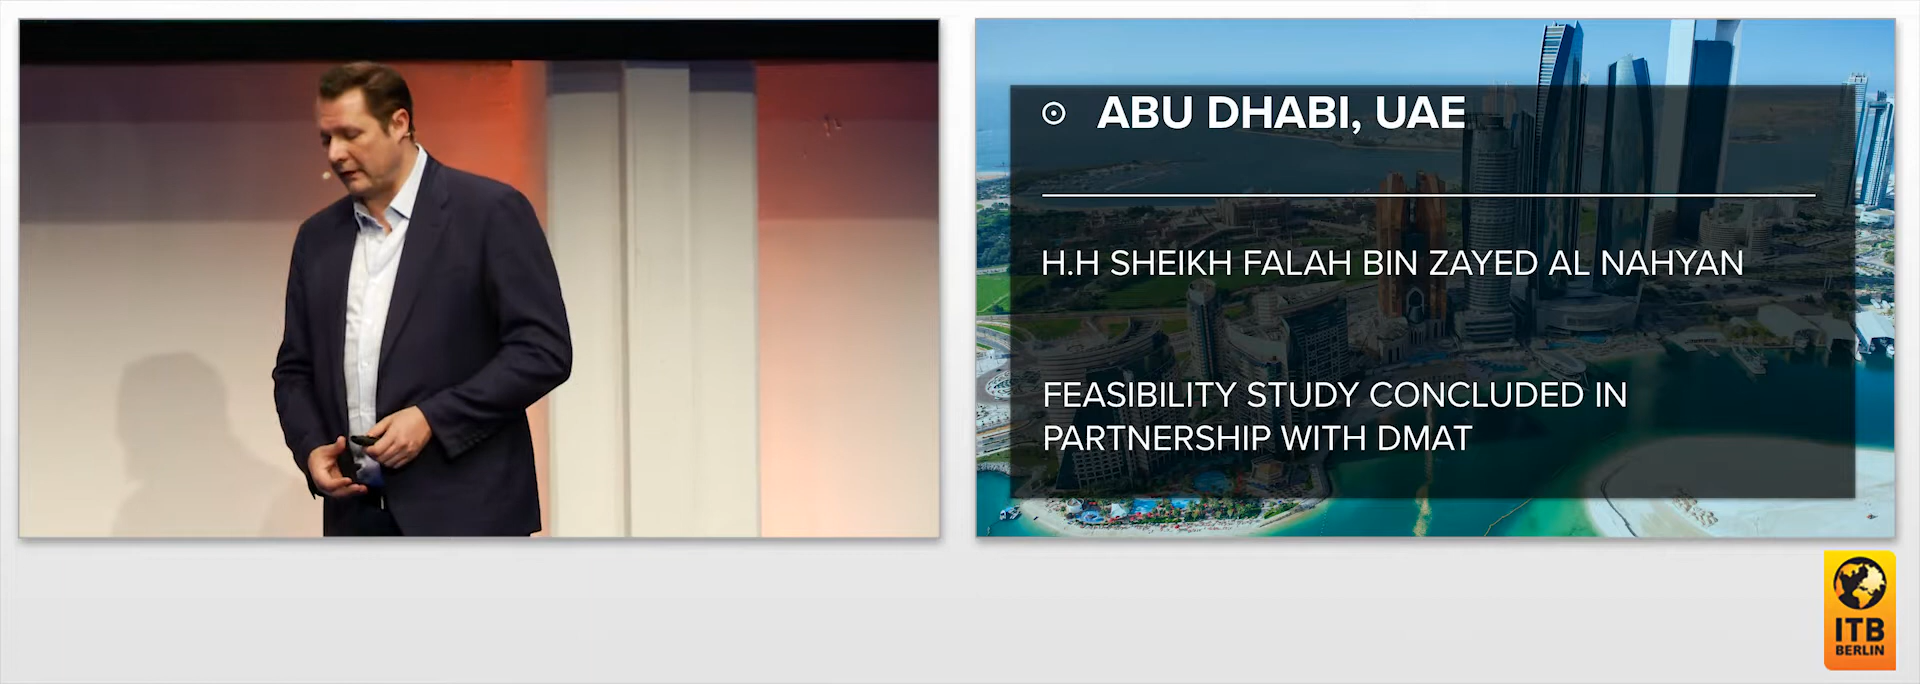 ABU DHABI, UAE
H.H SHEIKH FALAH BIN ZAYED AL NAHYAN
FEASIBILITY STUDY CONCLUDED IN
PARTNERSHIP WITH DMAT
ITB
BERLIN